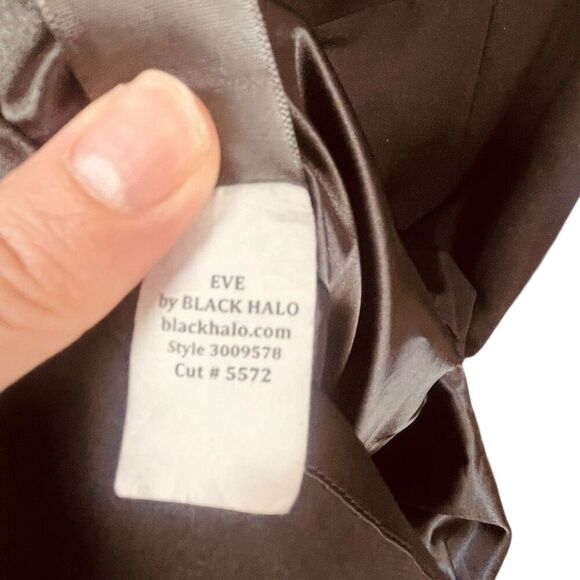 EVE
by BLACK HALO
blackhalo.com
Style 3009578
Cut # 5572